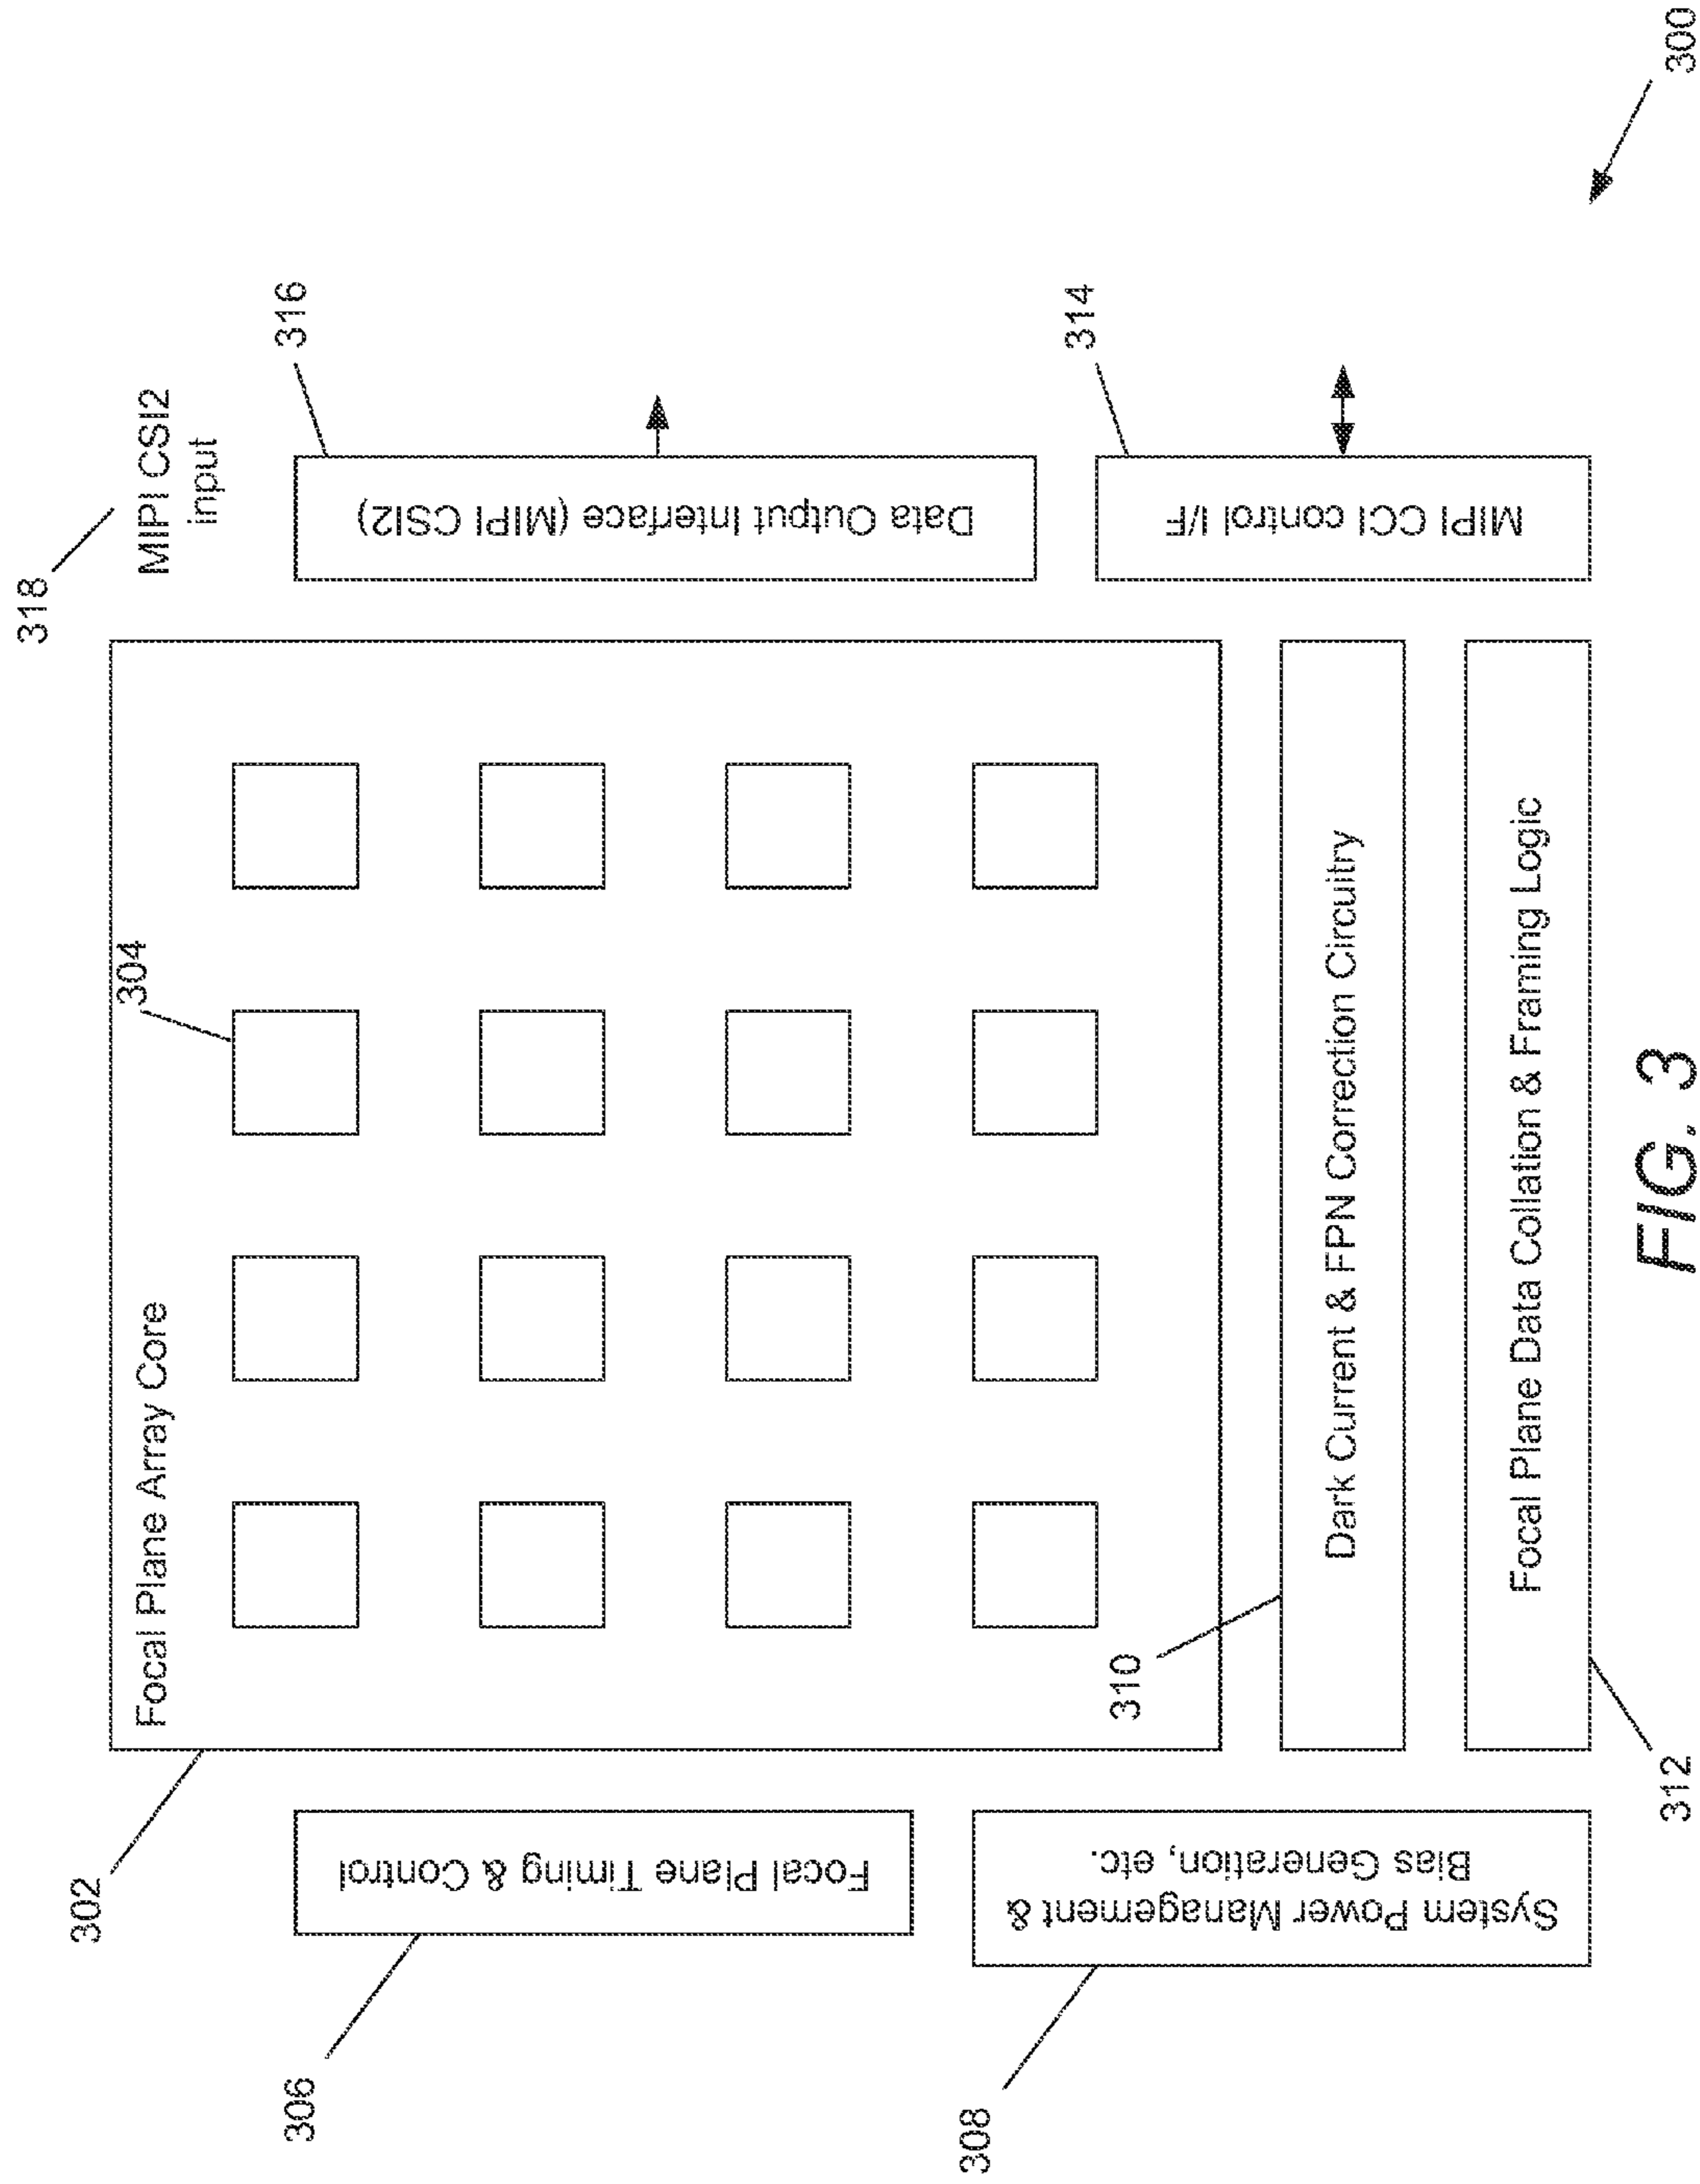 318
MIPI CSI2
input
302
Focal Plane Array Core
304
316
306
Focal Plane Timing & Control
Data Output Interface (MIPI CSI2)
308
System Power Management &
Bias Generation, etc.
314
MIPI CCI control I/F
310
Dark Current & FPN Correction Circuitry
312
Focal Plane Data Collation & Framing Logic
300
FIG. 3